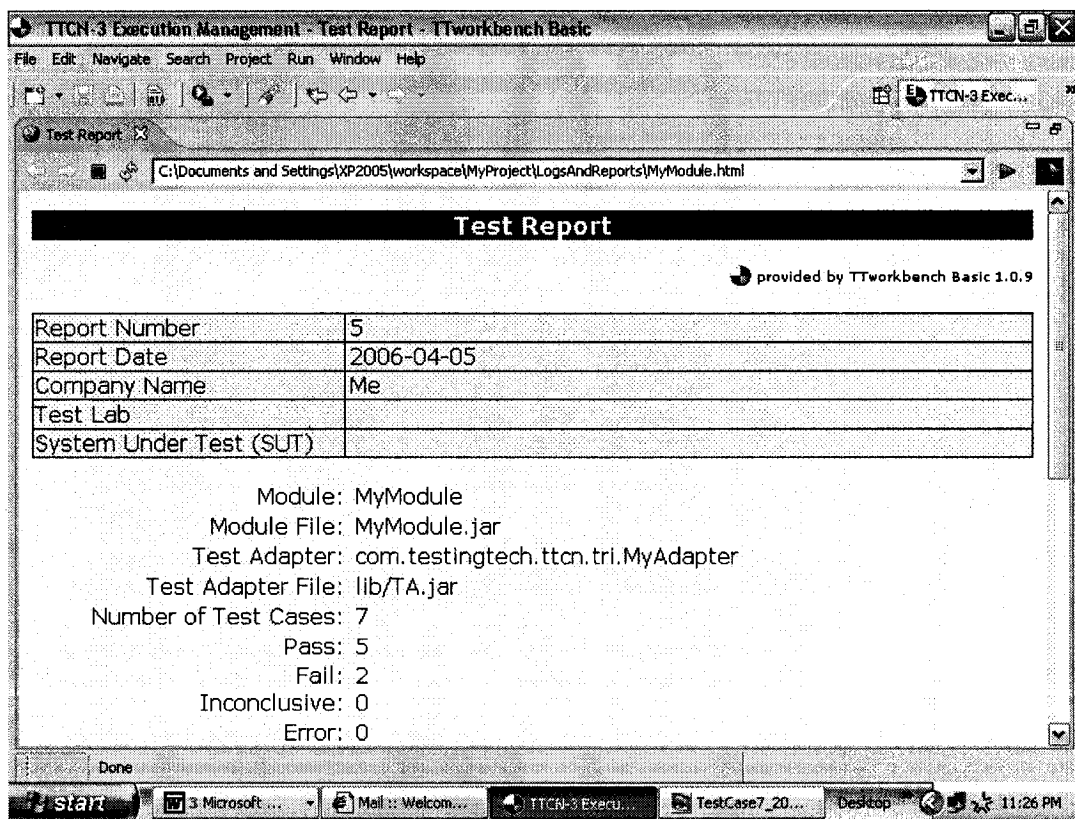 TTCN-3 Execution Management - Test Report - TTworkbench Basic
File Edit Navigate Search Project Run Window Help
TTCN-3 Exec...
Test Report
C:\Documents and Settings\XP2005\workspace\MyProject\LogsAndReports\MyModule.html
Test Report
provided by TTworkbench Basic 1.0.9
Report Number 5
Report Date 2006-04-05
Company Name Me
Test Lab
System Under Test (SUT)
Module: MyModule
Module File: MyModule.jar
Test Adapter: com.testingtech.ttcn.tri.MyAdapter
Test Adapter File: lib/TA.jar
Number of Test Cases: 7
Pass: 5
Fail: 2
Inconclusive: 0
Error: 0
Done
start 3 Microsoft ... Mail :: Welcom... TTCN-3 Execu... TestCase7_20... Desktop 11:26 PM